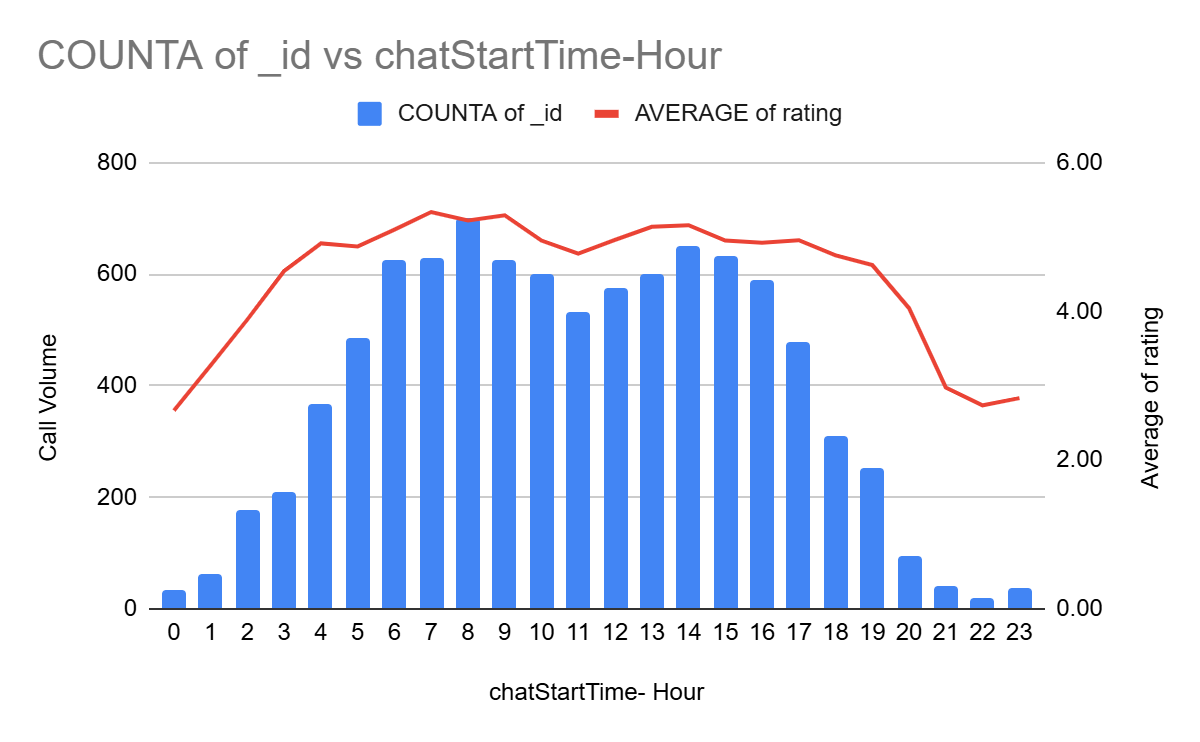 COUNTA of _id vs chatStartTime-Hour
COUNTA of _id AVERAGE of rating
800 6.00
600
4.00
400
2.00
200
0 0.00
Call Volume
Average of rating
0 1 2 3 4 5 6 7 8 9 10 11 12 13 14 15 16 17 18 19 20 21 22 23
chatStartTime- Hour